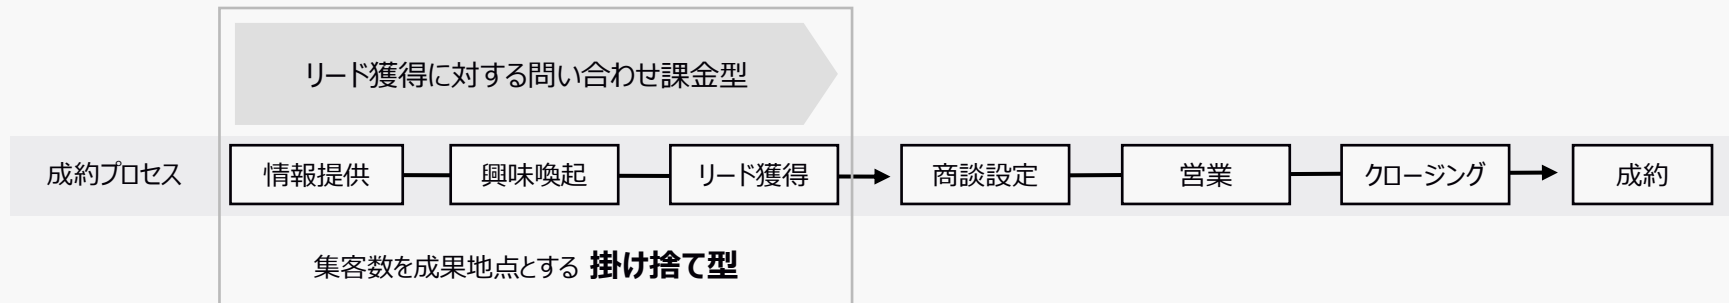 リード獲得に対する問い合わせ課金型
成約プロセス
情報提供
興味喚起
リード獲得
商談設定
営業
クロージング
成約
集客数を成果地点とする 掛け捨て型